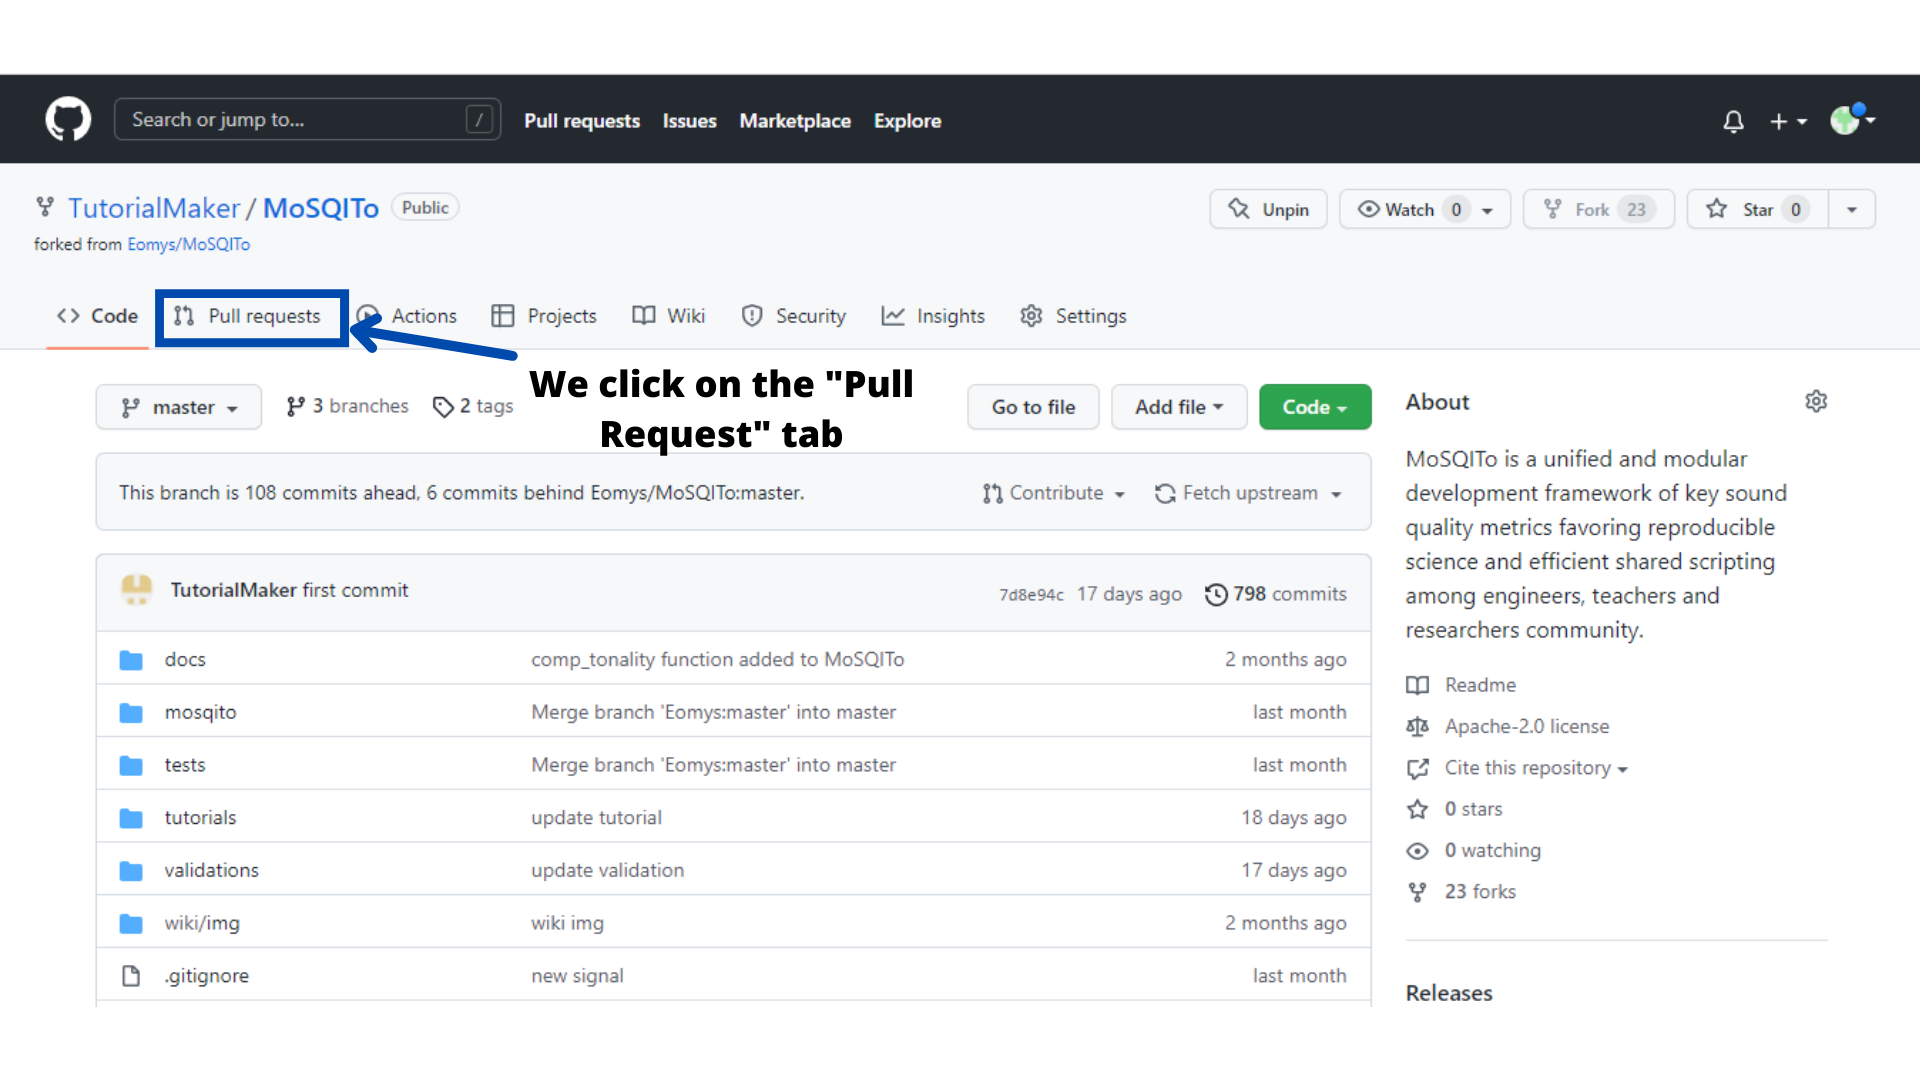 Search or jump to... /
Pull requests Issues Marketplace Explore
TutorialMaker / MoSQITo Public
Unpin Watch 0 Fork 23 Star 0
forked from Eomys/MoSQITo
Code Pull requests Actions Projects Wiki Security Insights Settings
We click on the "Pull
Request" tab
master 3 branches 2 tags
Go to file Add file Code
This branch is 108 commits ahead, 6 commits behind Eomys/MoSQITo:master.
Contribute Fetch upstream
TutorialMaker first commit 7d8e94c 17 days ago 798 commits
docs comp_tonality function added to MoSQITo 2 months ago
mosqito Merge branch 'Eomys:master' into master last month
tests Merge branch 'Eomys:master' into master last month
tutorials update tutorial 18 days ago
validations update validation 17 days ago
wiki/img wiki img 2 months ago
.gitignore new signal last month
About
MoSQITo is a unified and modular
development framework of key sound
quality metrics favoring reproducible
science and efficient shared scripting
among engineers, teachers and
researchers community.
Readme
Apache-2.0 license
Cite this repository
0 stars
0 watching
23 forks
Releases